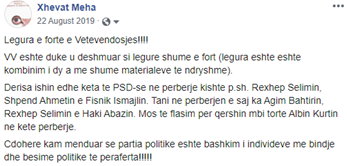 Xhevat Meha
22 August 2019
Legura e forte e Vetevendosjes!!!!
VV eshte duke u deshmuar si legure shume e fort (legura eshte eshte
kombinim i dy a me shume materialeve te ndryshme).
Derisa ishin edhe keta te PSD-se ne perberje kishte p.sh. Rexhep Selimin,
Shpend Ahmetin e Fisnik Ismajlin. Tani ne perberjen e saj ka Agim Bahtirin,
Rexhep Selimin e Haki Abazin. Mos te flasim per qershin mbi torte Albin Kurtin
ne kete perberje.
Cdohere kam menduar se partia politike eshte bashkim i individeve me bindje
dhe besime politike te peraferta!!!!!